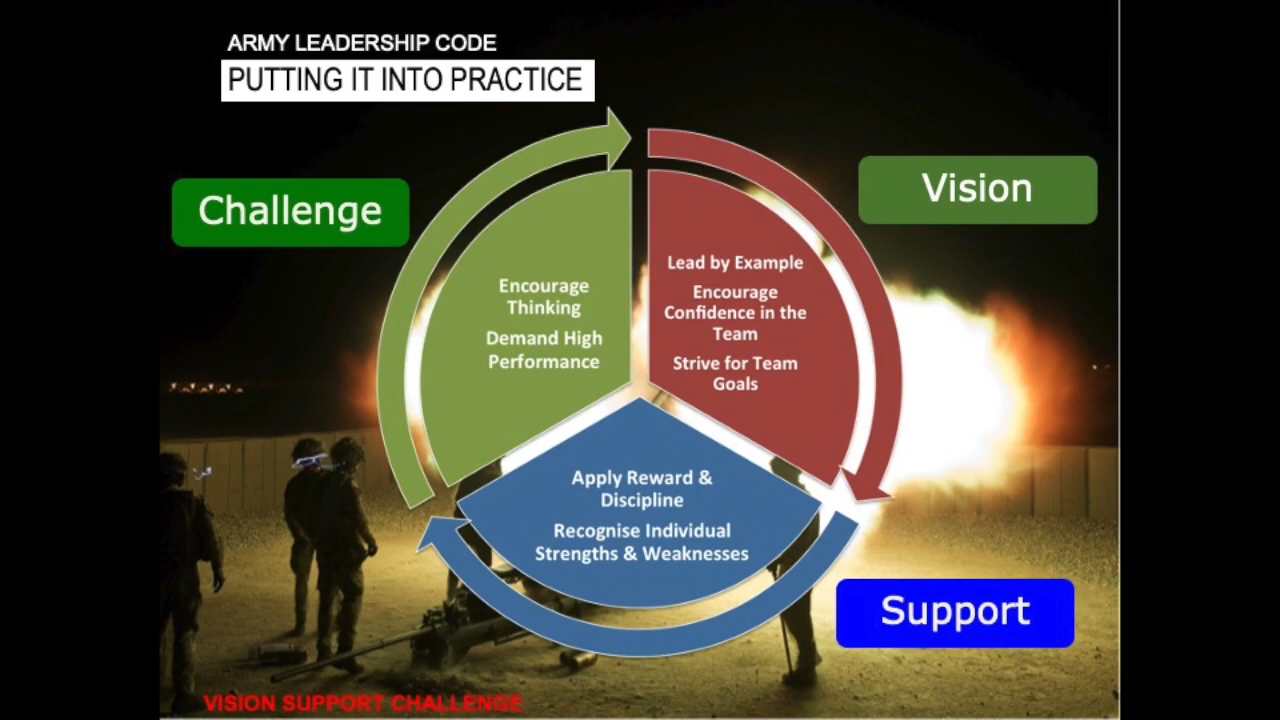 ARMY LEADERSHIP CODE
PUTTING IT INTO PRACTICE
Challenge
Vision
Encourage
Thinking
Demand High
Performance
Lead by Example
Encourage
Confidence in the
Team
Strive for Team
Goals
Apply Reward &
Discipline
Recognise Individual
Strengths & Weaknesses
Support
VISION SUPPORT CHALLENGE